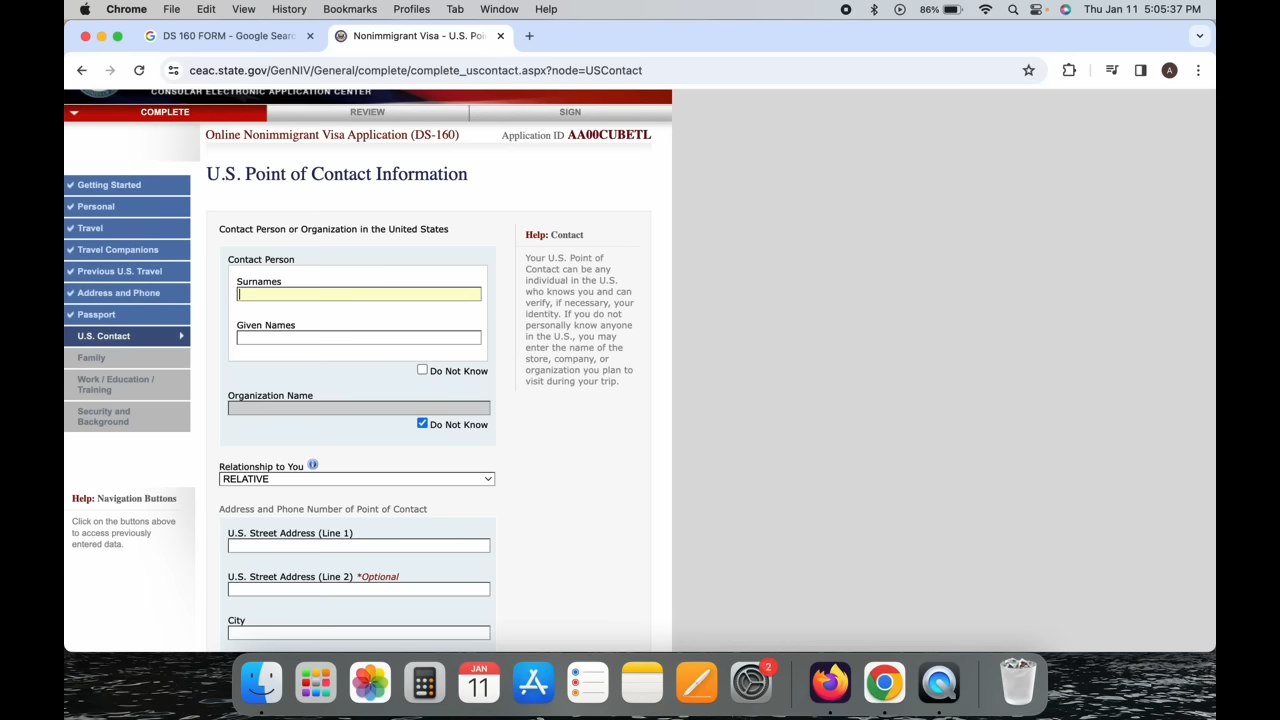 Chrome File Edit View History Bookmarks Profiles Tab Window Help 86% Thu Jan 11 5:05:37 PM
DS 160 FORM - Google Sear
Nonimmigrant Visa - U.S. Po
ceac.state.gov/GenNIV/General/complete/complete_uscontact.aspx?node=USContact
A
CONSULAR ELECTRONIC APPLICATION CENTER
COMPLETE REVIEW SIGN
Online Nonimmigrant Visa Application (DS-160)
Application ID AA00CUBETL
U.S. Point of Contact Information
Getting Started
Personal
Travel
Travel Companions
Previous U.S. Travel
Address and Phone
Passport
U.S. Contact
Family
Work / Education /
Training
Security and
Background
Help: Navigation Buttons
Click on the buttons above
to access previously
entered data.
Contact Person or Organization in the United States
Contact Person
Surnames
Given Names
Do Not Know
Organization Name
Do Not Know
Relationship to You
RELATIVE
Address and Phone Number of Point of Contact
U.S. Street Address (Line 1)
U.S. Street Address (Line 2) *Optional
City
Help: Contact
Your U.S. Point of
Contact can be any
individual in the U.S.
who knows you and can
verify, if necessary, your
identity. If you do not
personally know anyone
in the U.S., you may
enter the name of the
store, company, or
organization you plan to
visit during your trip.
JAN
11
2